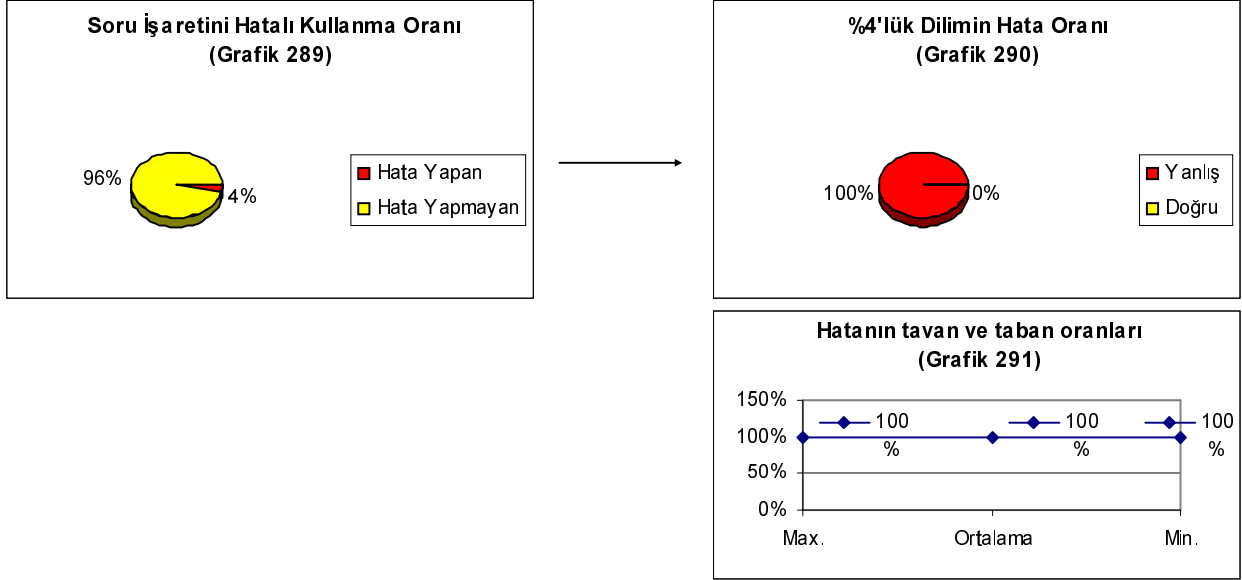 Soru İşaretini Hatalı Kullanma Oranı
(Grafik 289)
96%
4%
Hata Yapan
Hata Yapmayan
%4'lük Dilimin Hata Oranı
(Grafik 290)
100%
0%
Yanlış
Doğru
Hatanın tavan ve taban oranları
(Grafik 291)
150%
100%
50%
0%
100
%
100
%
100
%
Max.
Ortalama
Min.